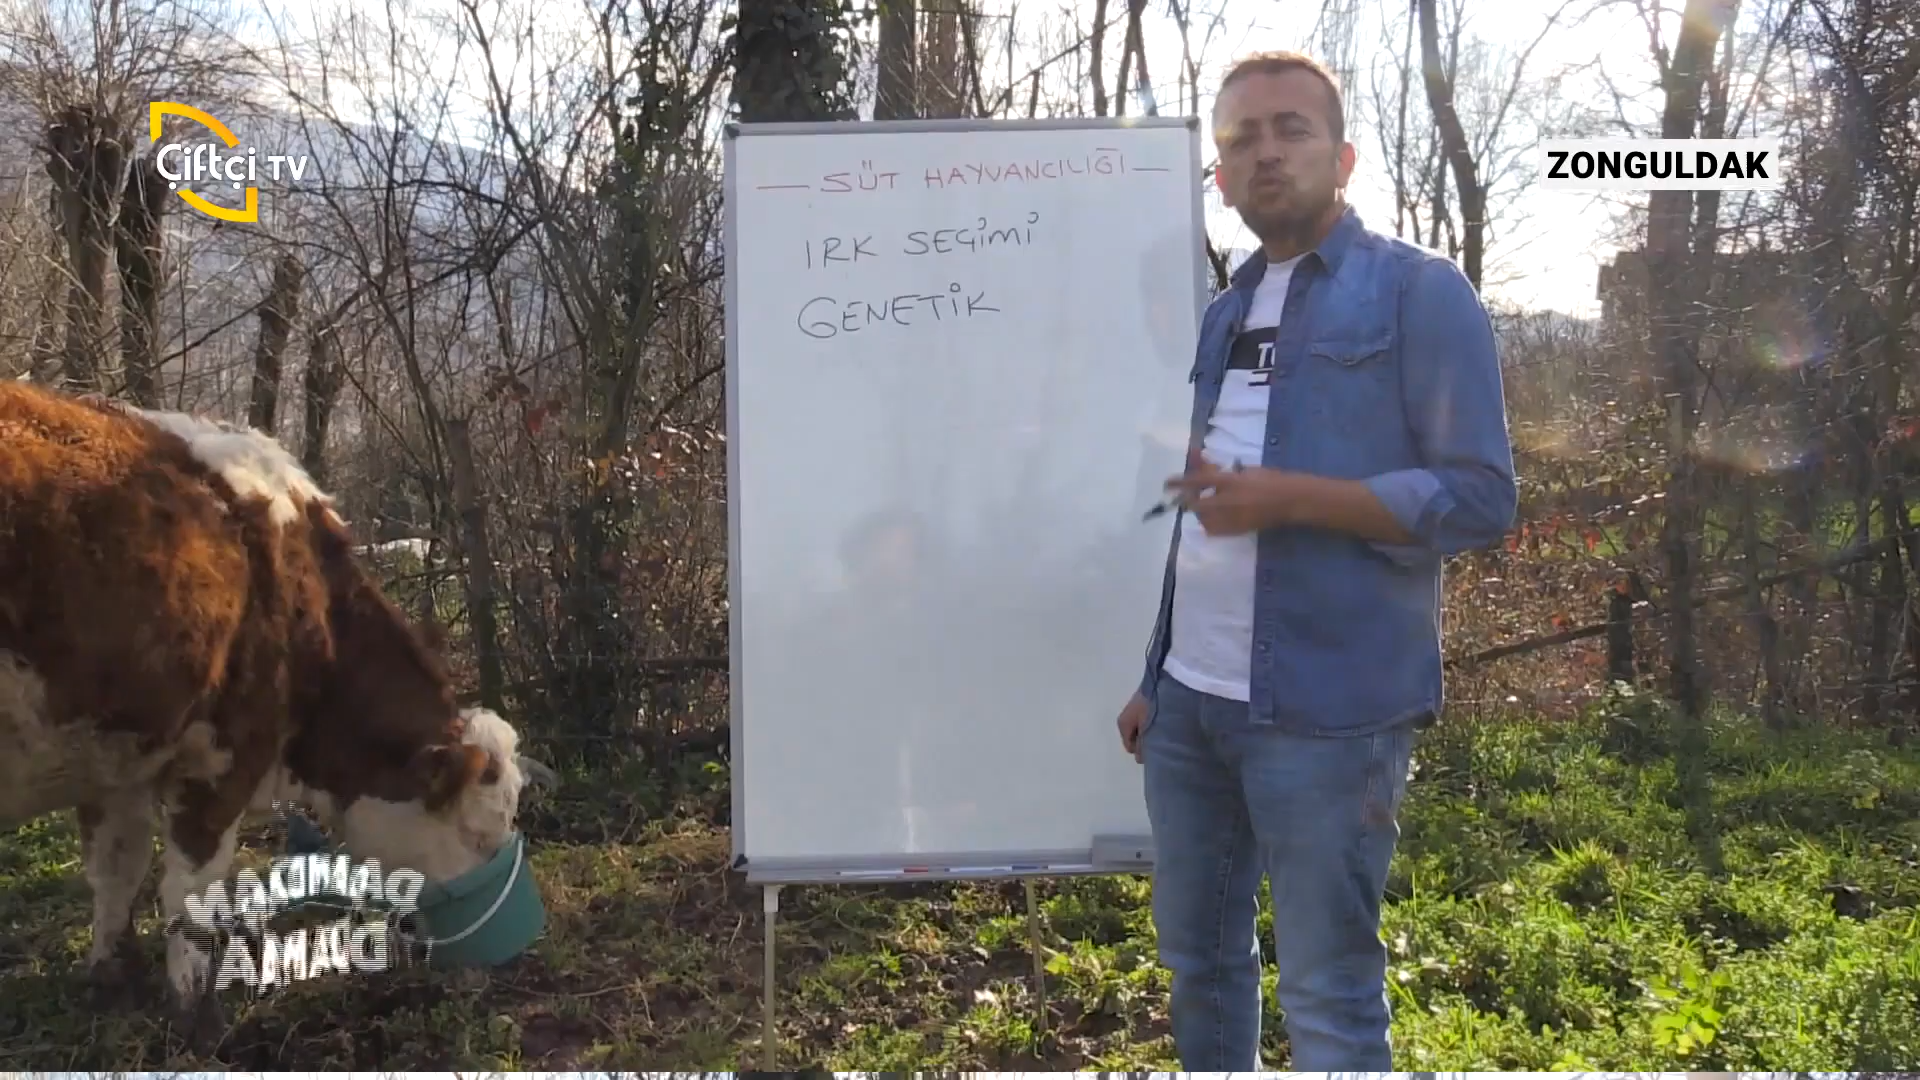 Çiftçi TV
ZONGULDAK
— SÜT HAYVANCILIĞI —
IRK SEÇİMİ
GENETİK